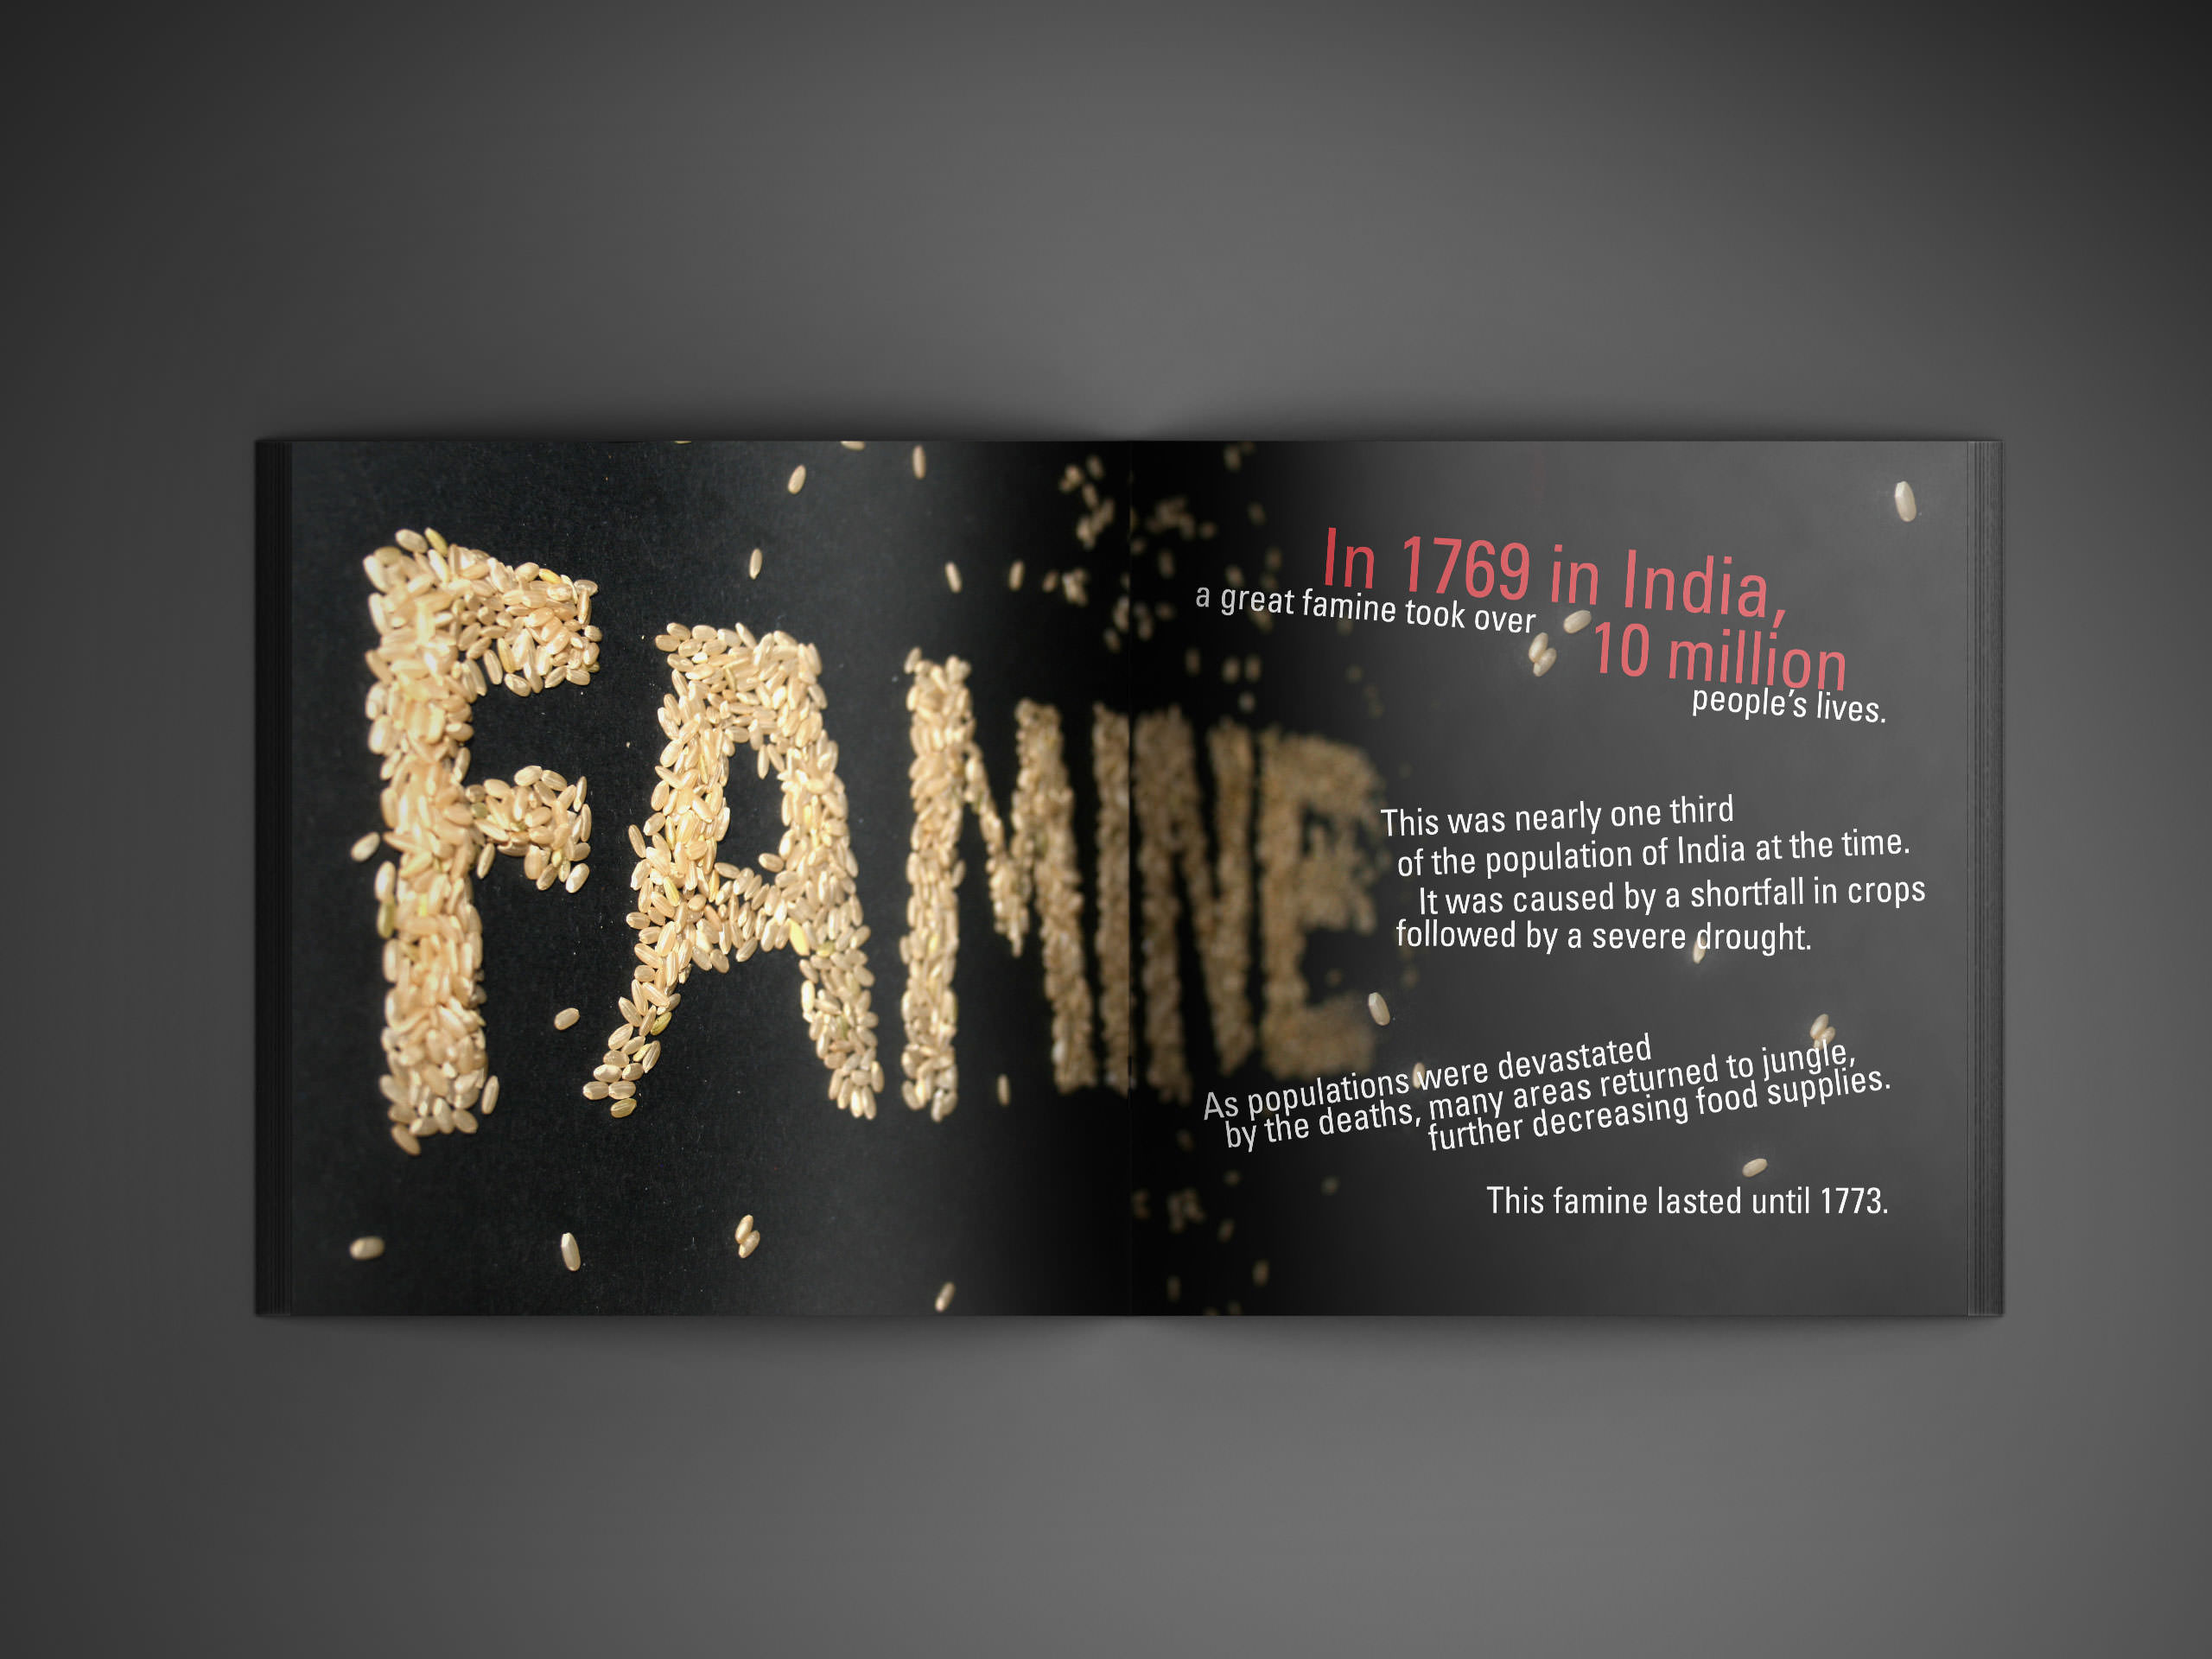 FAMINE
In 1769 in India,
a great famine took over
10 million
people's lives.
This was nearly one third
of the population of India at the time.
It was caused by a shortfall in crops
followed by a severe drought.
As populations were devastated
by the deaths, many areas returned to jungle,
further decreasing food supplies.
This famine lasted until 1773.